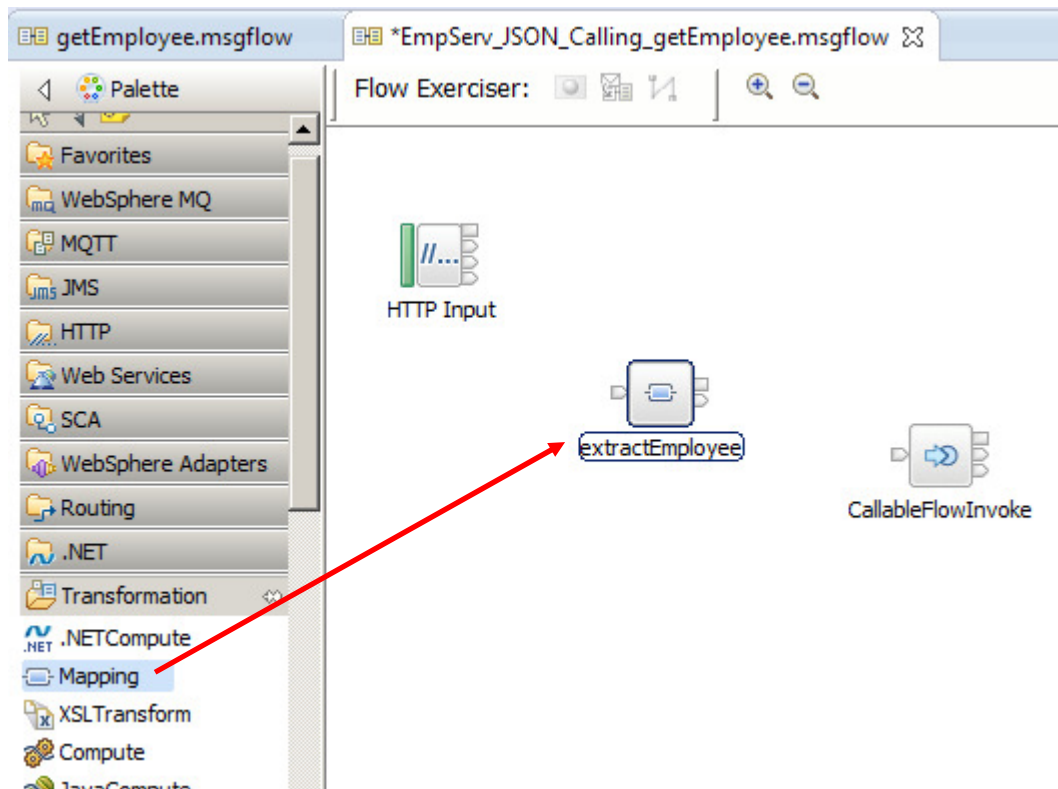 getEmployee.msgflow
*EmpServ_JSON_Calling_getEmployee.msgflow
Palette
Flow Exerciser:
Favorites
WebSphere MQ
MQTT
JMS
HTTP
Web Services
SCA
WebSphere Adapters
Routing
.NET
Transformation
.NETCompute
Mapping
XSLTransform
Compute
JavaCompute
//...
HTTP Input
extractEmployee
CallableFlowInvoke